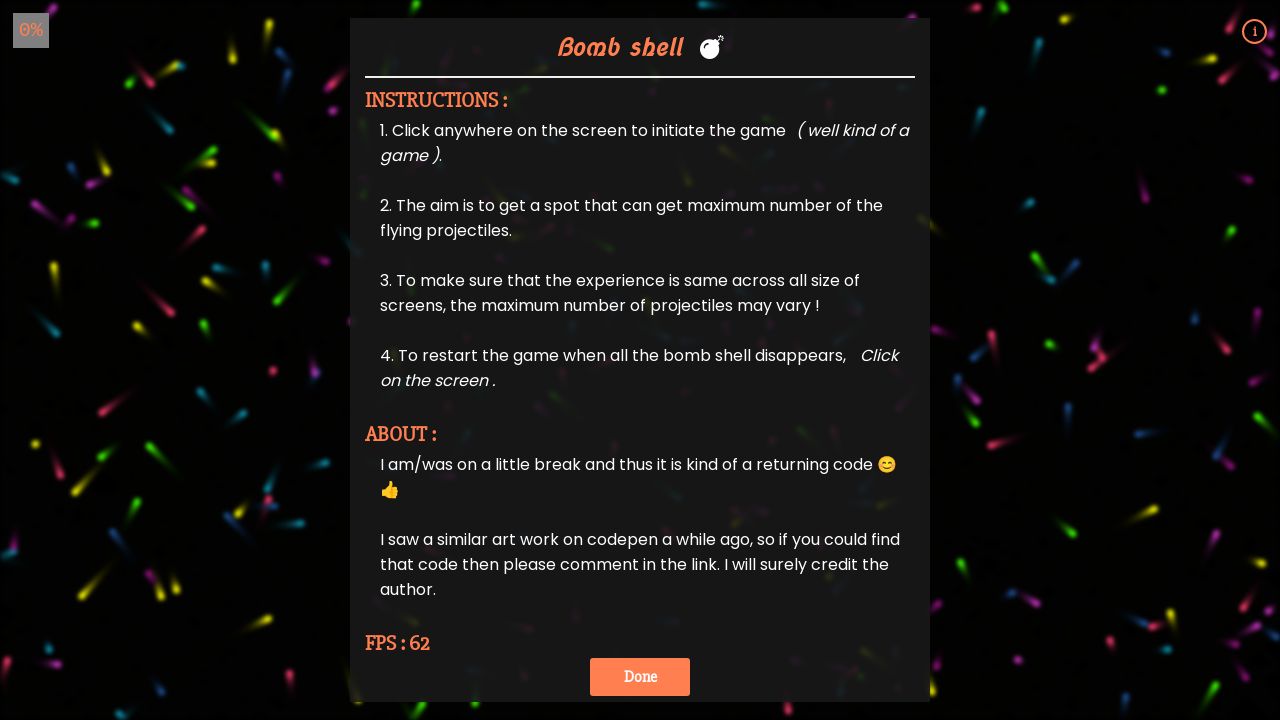 0%
i
Bomb shell 💣
INSTRUCTIONS :
1. Click anywhere on the screen to initiate the game ( well kind of a
game ).
2. The aim is to get a spot that can get maximum number of the
flying projectiles.
3. To make sure that the experience is same across all size of
screens, the maximum number of projectiles may vary !
4. To restart the game when all the bomb shell disappears, Click
on the screen .
ABOUT :
I am/was on a little break and thus it is kind of a returning code 😊
👍
I saw a similar art work on codepen a while ago, so if you could find
that code then please comment in the link. I will surely credit the
author.
FPS : 62
Done